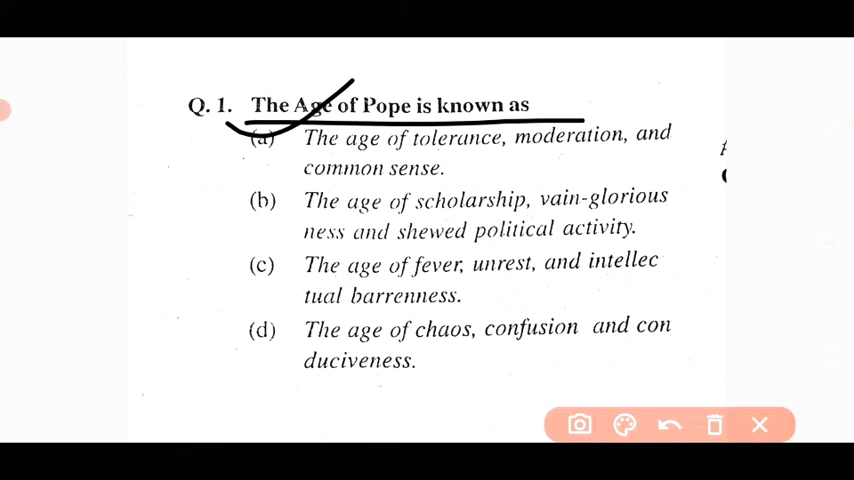 Q. 1. The Age of Pope is known as
(a) The age of tolerance, moderation, and
common sense.
(b) The age of scholarship, vain-glorious
ness and shewed political activity.
(c) The age of fever, unrest, and intellec
tual barrenness.
(d) The age of chaos, confusion and con
duciveness.